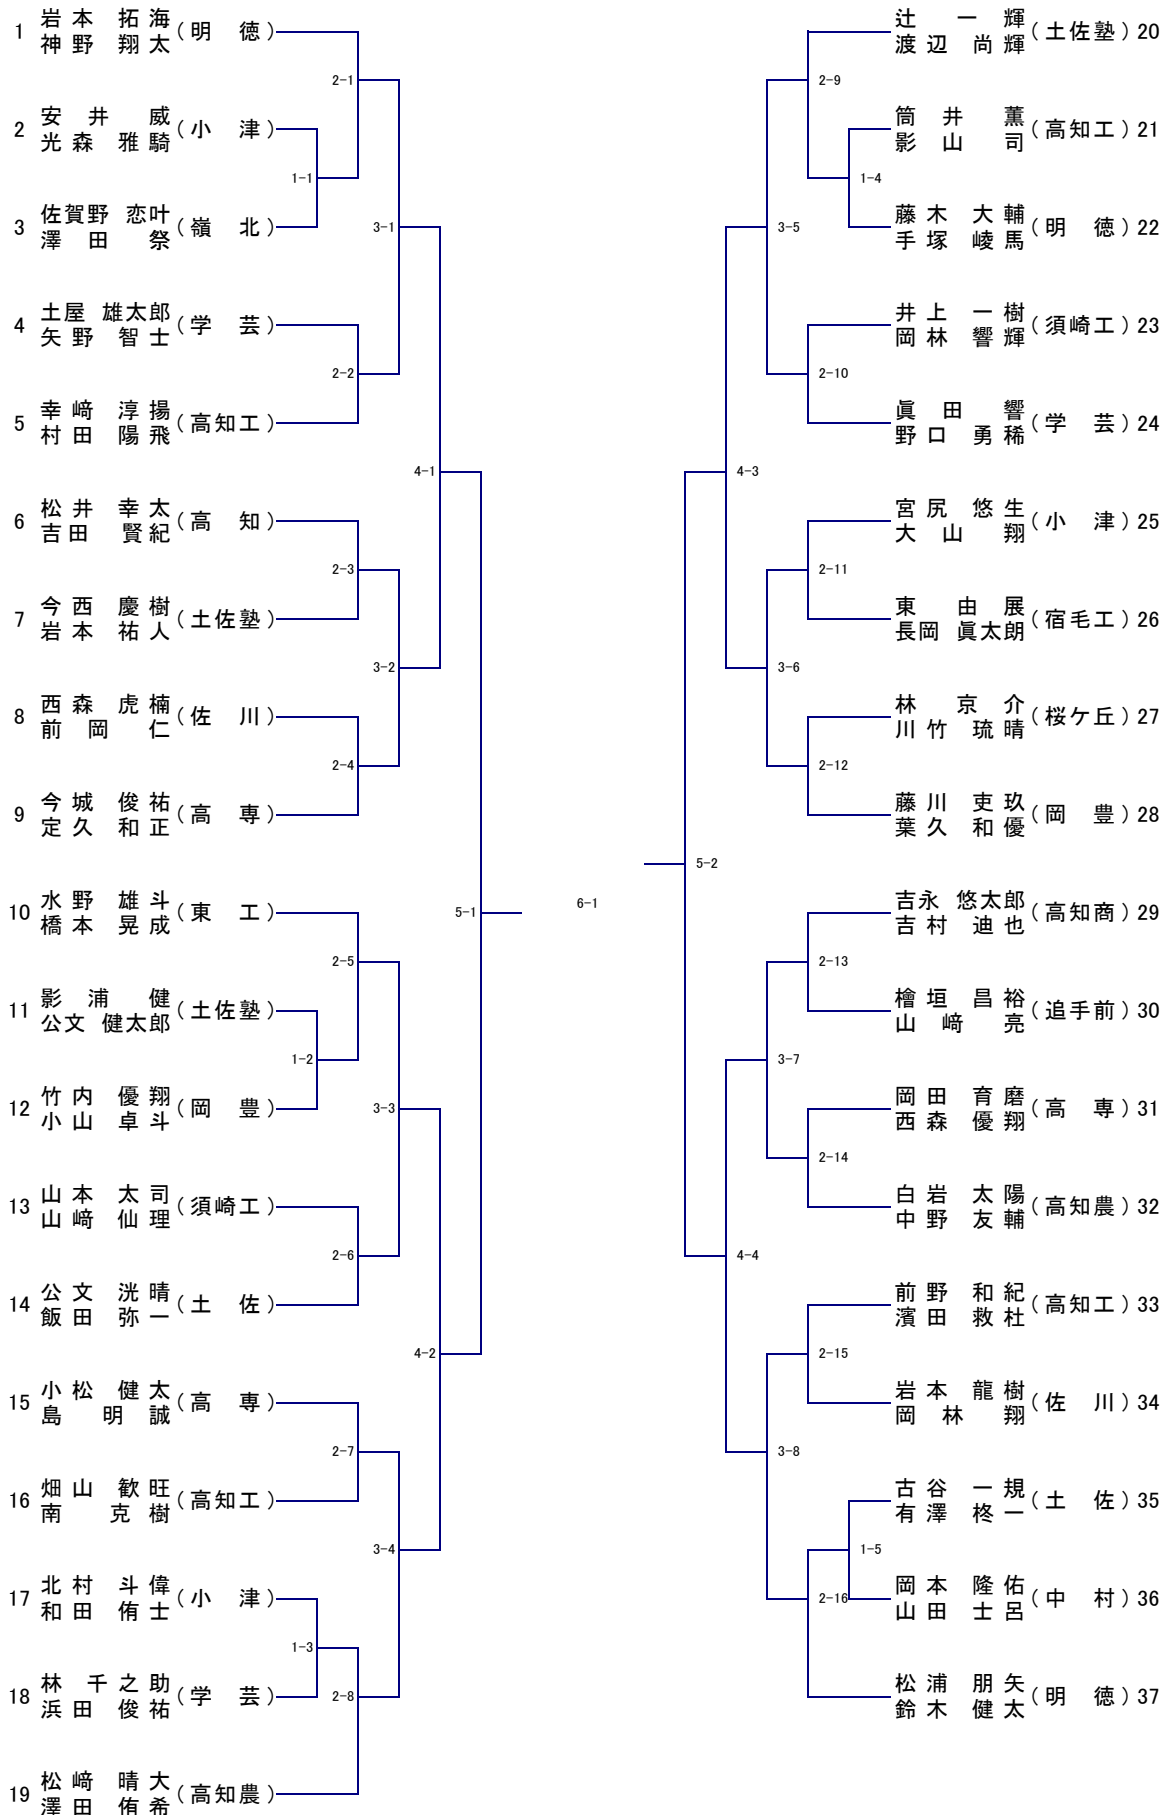 1 岩本 拓海 (明 徳)
神野 翔太
2 安井 威 (小 津)
光森 雅騎
3 佐賀野 恋叶 (嶺 北)
澤田 祭
4 土屋 雄太郎 (学 芸)
矢野 智士
5 幸﨑 淳揚 (高知工)
村田 陽飛
6 松井 幸太 (高 知)
吉田 賢紀
7 今西 慶樹 (土佐塾)
岩本 祐人
8 西森 虎楠 (佐 川)
前岡 仁
9 今城 俊祐 (高 専)
定久 和正
10 水野 雄斗 (東 工)
橋本 晃成
11 影浦 健 (土佐塾)
公文 健太郎
12 竹内 優翔 (岡 豊)
小山 卓斗
13 山本 太司 (須崎工)
山﨑 仙理
14 公文 洸晴 (土 佐)
飯田 弥一
15 小松 健太 (高 専)
島 明誠
16 畑山 歓旺 (高知工)
南 克樹
17 北村 斗偉 (小 津)
和田 侑士
18 林 千之助 (学 芸)
浜田 俊祐
19 松﨑 晴大 (高知農)
澤田 侑希
2-1
1-1
3-1
2-2
4-1
2-3
3-2
2-4
5-1
2-5
1-2
3-3
2-6
4-2
2-7
3-4
1-3
2-8
6-1
辻 一輝 (土佐塾) 20
渡辺 尚輝
筒井 薫 (高知工) 21
影山 司
藤木 大輔 (明 徳) 22
手塚 崚馬
井上 一樹 (須崎工) 23
岡林 響輝
眞田 響 (学 芸) 24
野口 勇稀
宮尻 悠生 (小 津) 25
大山 翔
東 由展 (宿毛工) 26
長岡 眞太朗
林 京介 (桜ケ丘) 27
川竹 琉晴
藤川 吏玖 (岡 豊) 28
葉久 和優
吉永 悠太郎 (高知商) 29
吉村 迪也
檜垣 昌裕 (追手前) 30
山﨑 亮
岡田 育磨 (高 専) 31
西森 優翔
白岩 太陽 (高知農) 32
中野 友輔
前野 和紀 (高知工) 33
濱田 救杜
岩本 龍樹 (佐 川) 34
岡林 翔
古谷 一規 (土 佐) 35
有澤 柊一
岡本 隆佑 (中 村) 36
山田 士呂
松浦 朋矢 (明 徳) 37
鈴木 健太
2-9
1-4
3-5
2-10
4-3
2-11
3-6
2-12
5-2
2-13
3-7
2-14
4-4
2-15
3-8
1-5
2-16